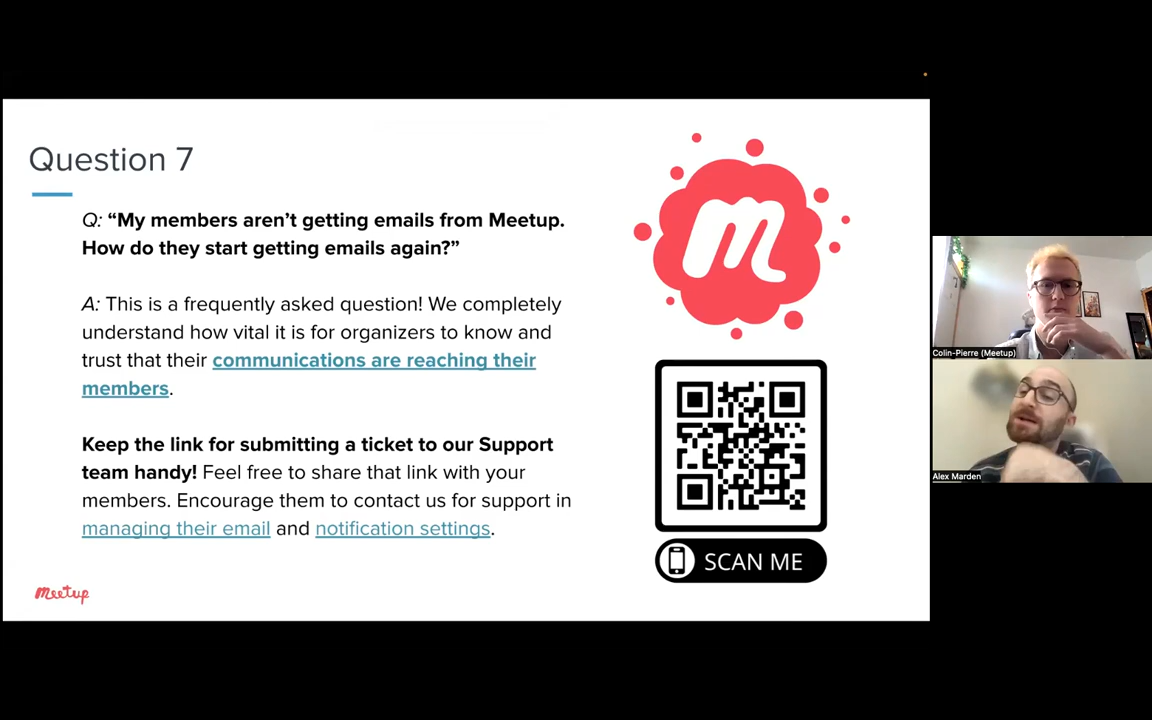 Question 7
Q: “My members aren’t getting emails from Meetup.
How do they start getting emails again?”
A: This is a frequently asked question! We completely
understand how vital it is for organizers to know and
trust that their communications are reaching their
members.
Keep the link for submitting a ticket to our Support
team handy! Feel free to share that link with your
members. Encourage them to contact us for support in
managing their email and notification settings.
meetup
m
SCAN ME
Colin-Pierre (Meetup)
Alex Marden